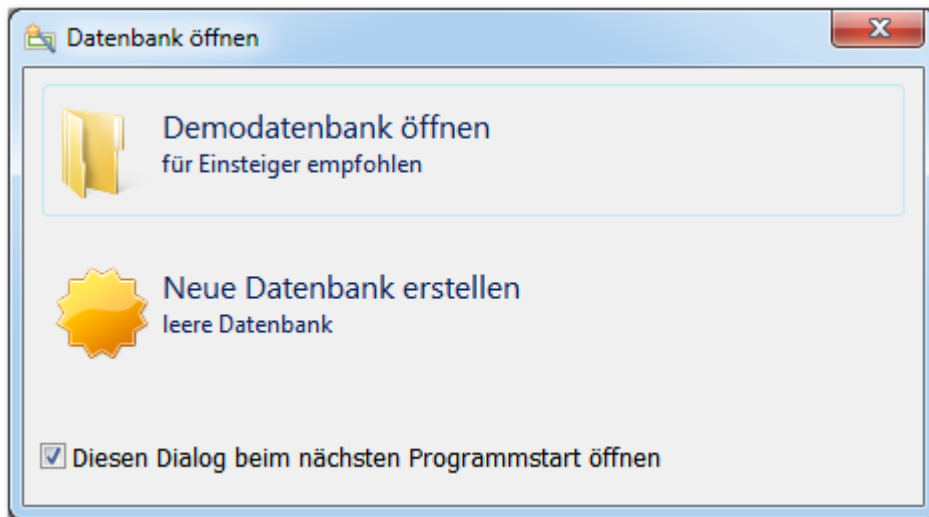 Datenbank öffnen
Demodatenbank öffnen
für Einsteiger empfohlen
Neue Datenbank erstellen
leere Datenbank
Diesen Dialog beim nächsten Programmstart öffnen